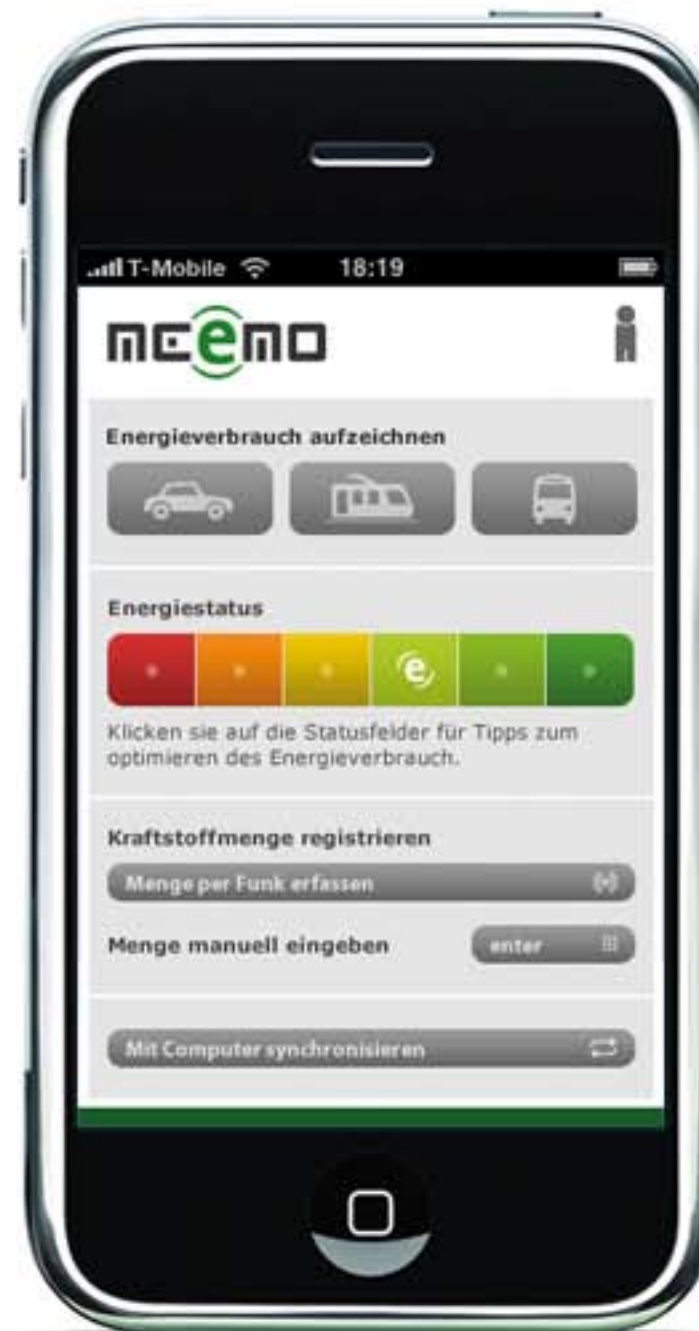 T-Mobile 18:19
mcemo
Energieverbrauch aufzeichnen
Energiestatus
e
Klicken sie auf die Statusfelder für Tipps zum
optimieren des Energieverbrauch.
Kraftstoffmenge registrieren
Menge per Funk erfassen
Menge manuell eingeben enter
Mit Computer synchronisieren